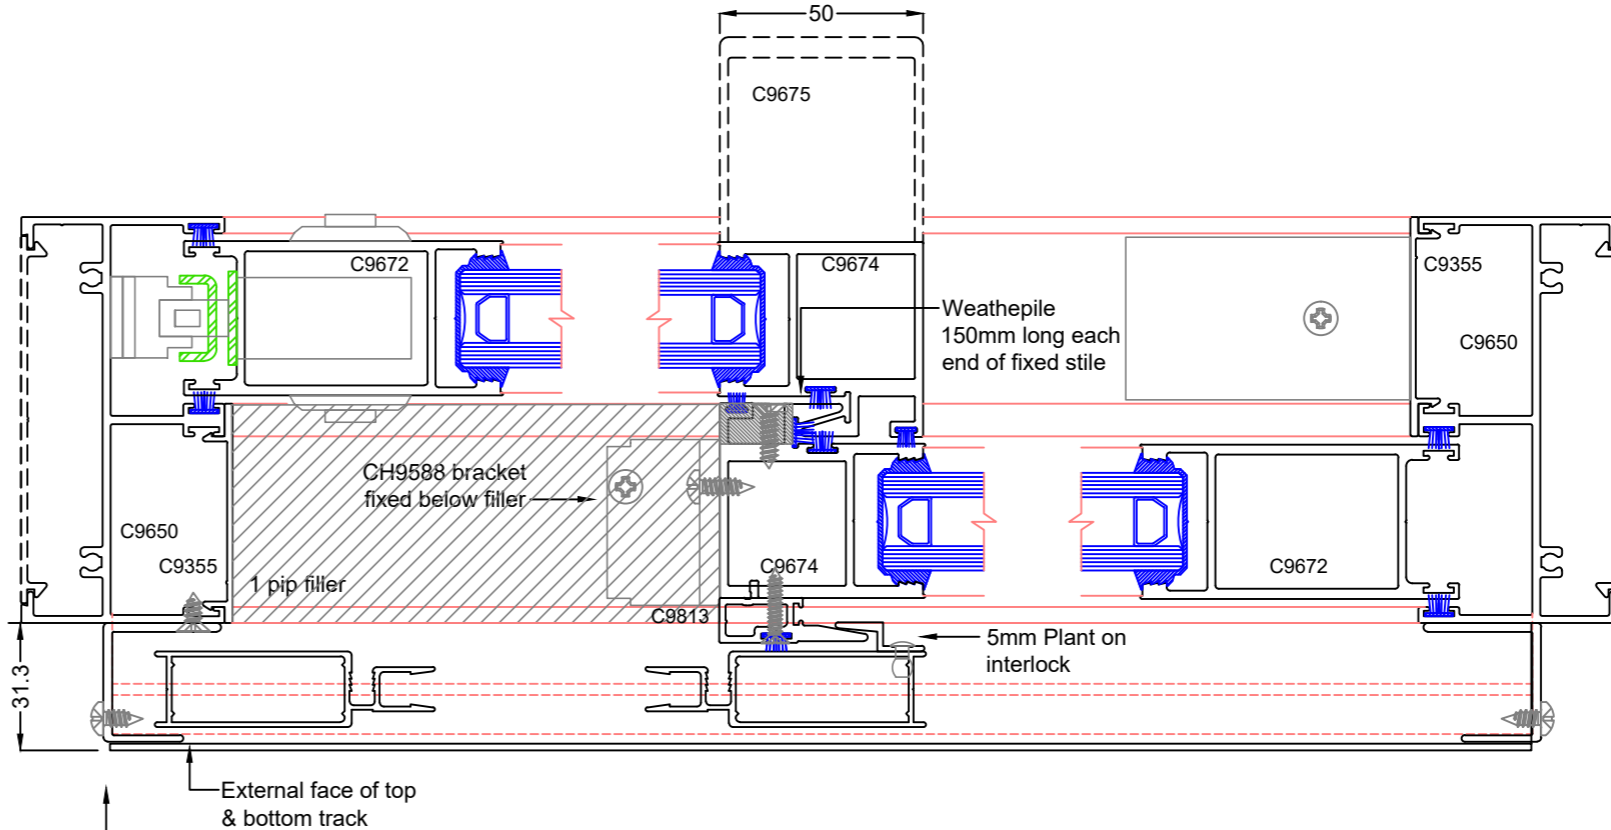 50
C9675
C9672
C9674
C9355
Weathepile
150mm long each
end of fixed stile
C9650
CH9588 bracket
fixed below filler
C9650
C9355
1 pip filler
C9674
C9672
C9813
5mm Plant on
interlock
31.3
External face of top
& bottom track